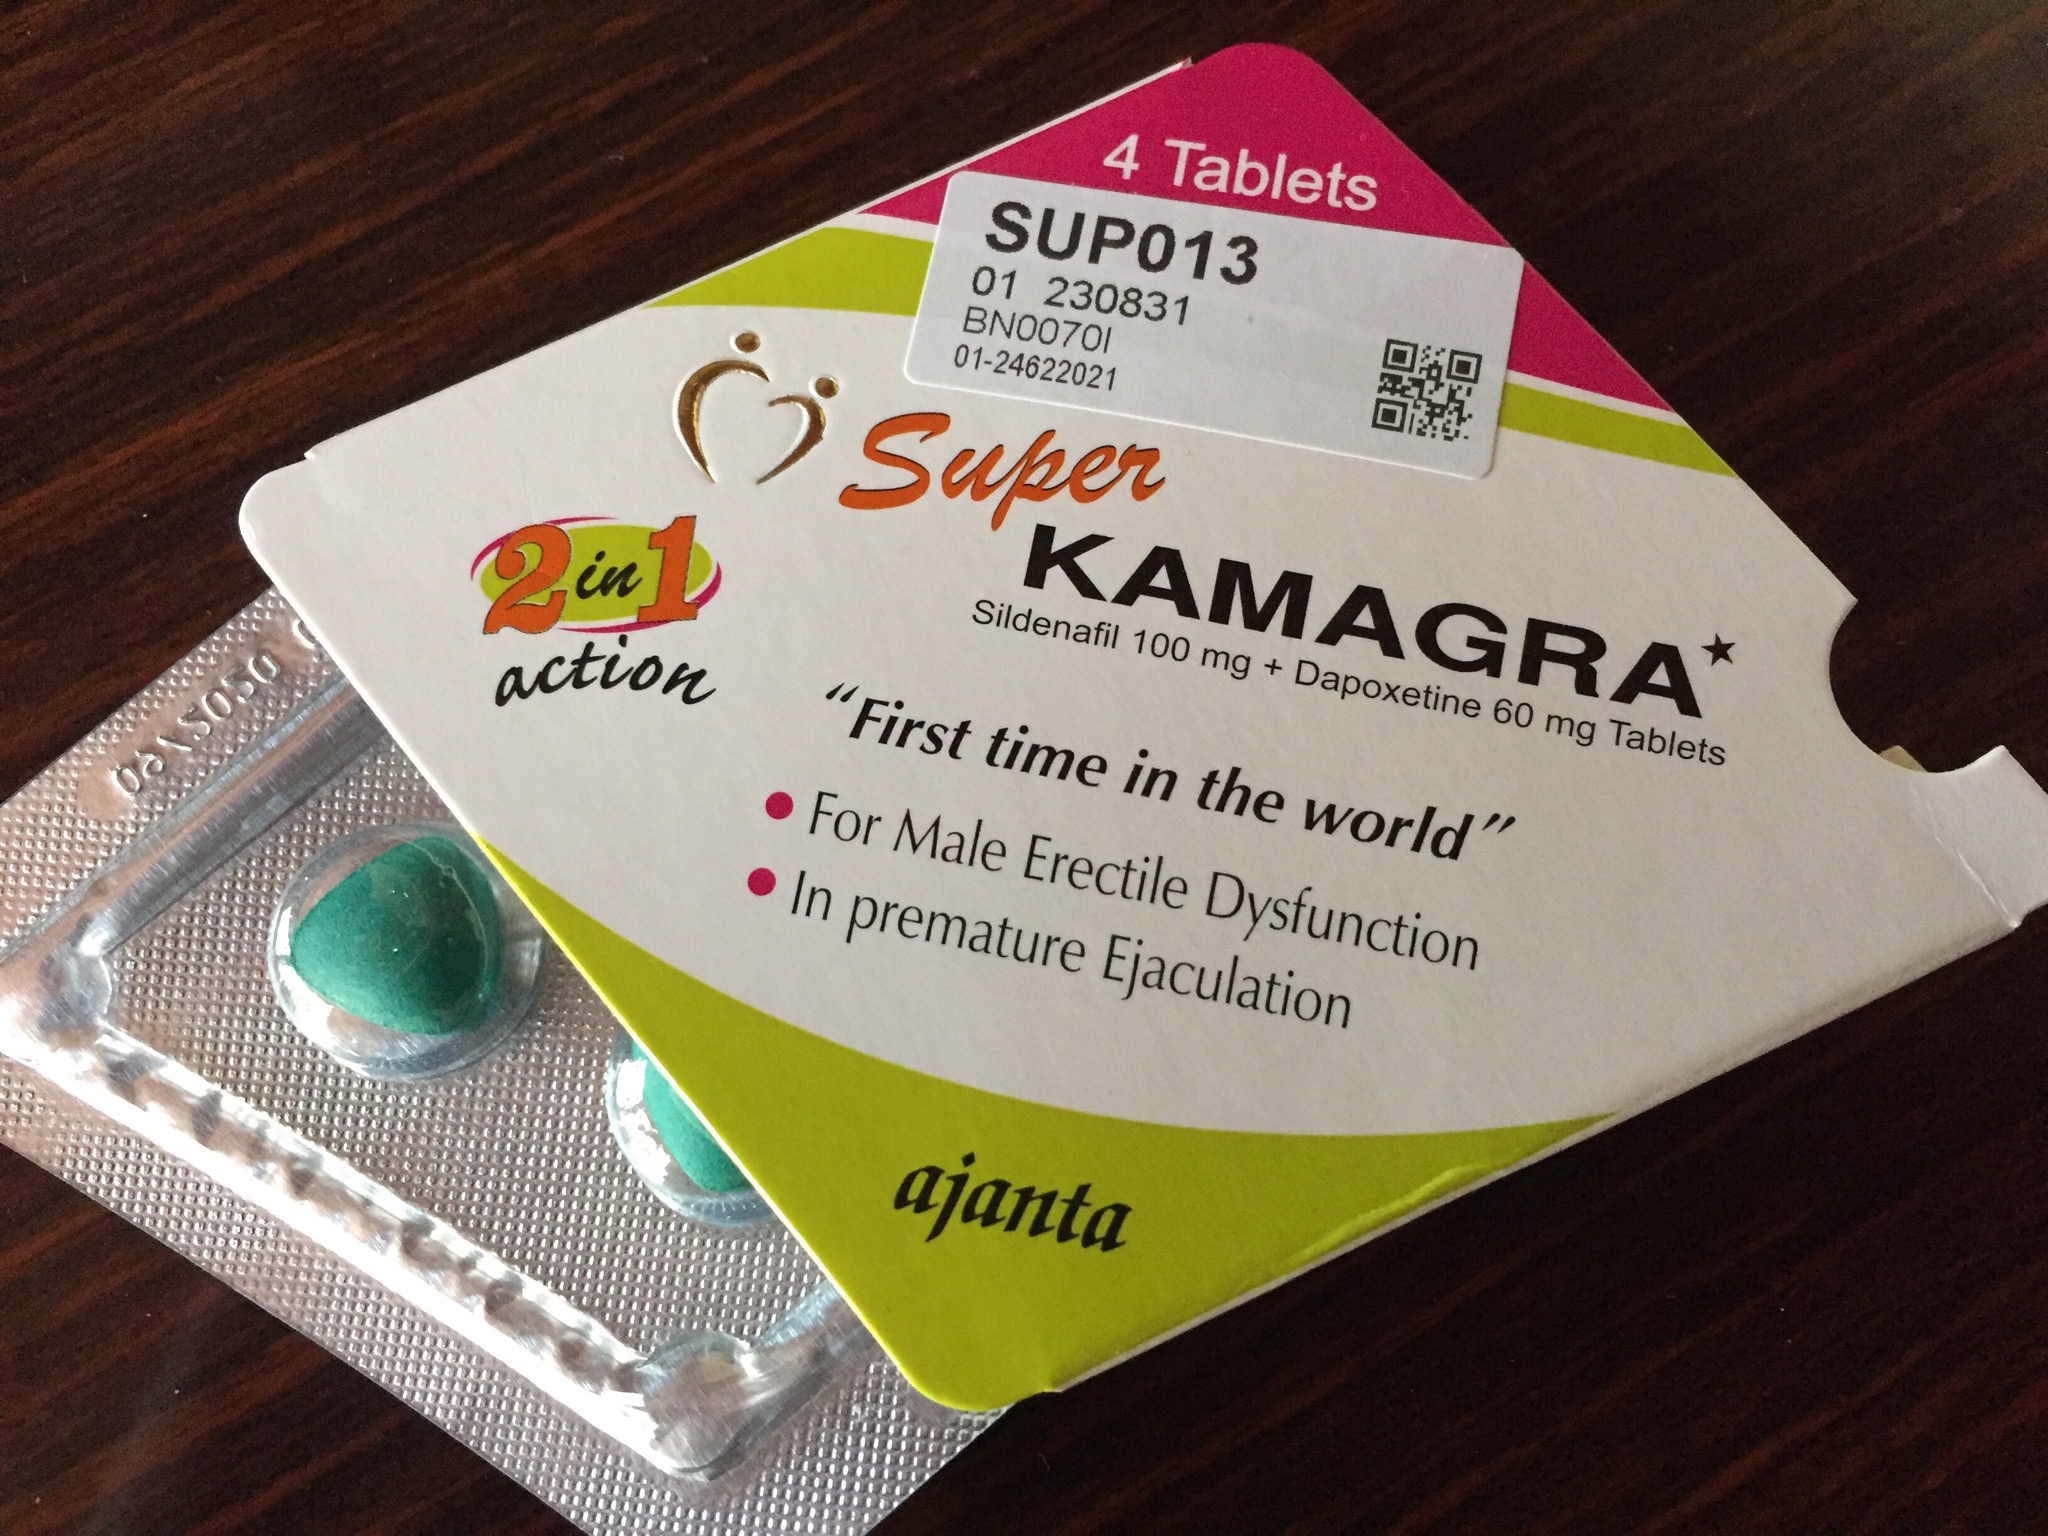 4 Tablets
SUP013
01 230831
BN0070I
01-24622021
Super
KAMAGRA★
Sildenafil 100 mg + Dapoxetine 60 mg Tablets
2 in 1
action
“First time in the world”
• For Male Erectile Dysfunction
• In premature Ejaculation
ajanta